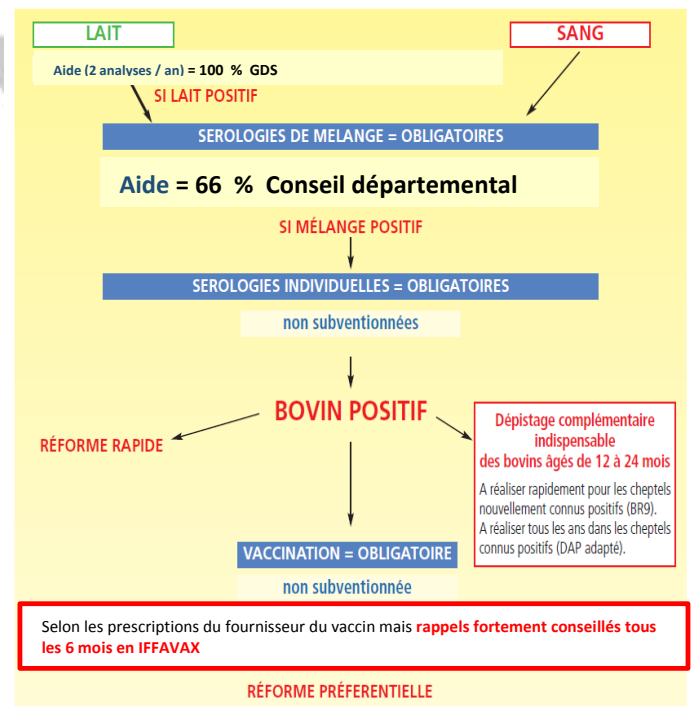 LAIT
SANG
Aide (2 analyses / an) = 100 % GDS
SI LAIT POSITIF
SEROLOGIES DE MELANGE = OBLIGATOIRES
Aide = 66 % Conseil départemental
SI MÉLANGE POSITIF
SEROLOGIES INDIVIDUELLES = OBLIGATOIRES
non subventionnées
BOVIN POSITIF
RÉFORME RAPIDE
Dépistage complémentaire
indispensable
des bovins âgés de 12 à 24 mois
A réaliser rapidement pour les cheptels
nouvellement connus positifs (BR9).
A réaliser tous les ans dans les cheptels
connus positifs (DAP adapté).
VACCINATION = OBLIGATOIRE
non subventionnée
Selon les prescriptions du fournisseur du vaccin mais rappels fortement conseillés tous
les 6 mois en IFFAVAX
RÉFORME PRÉFERENTIELLE